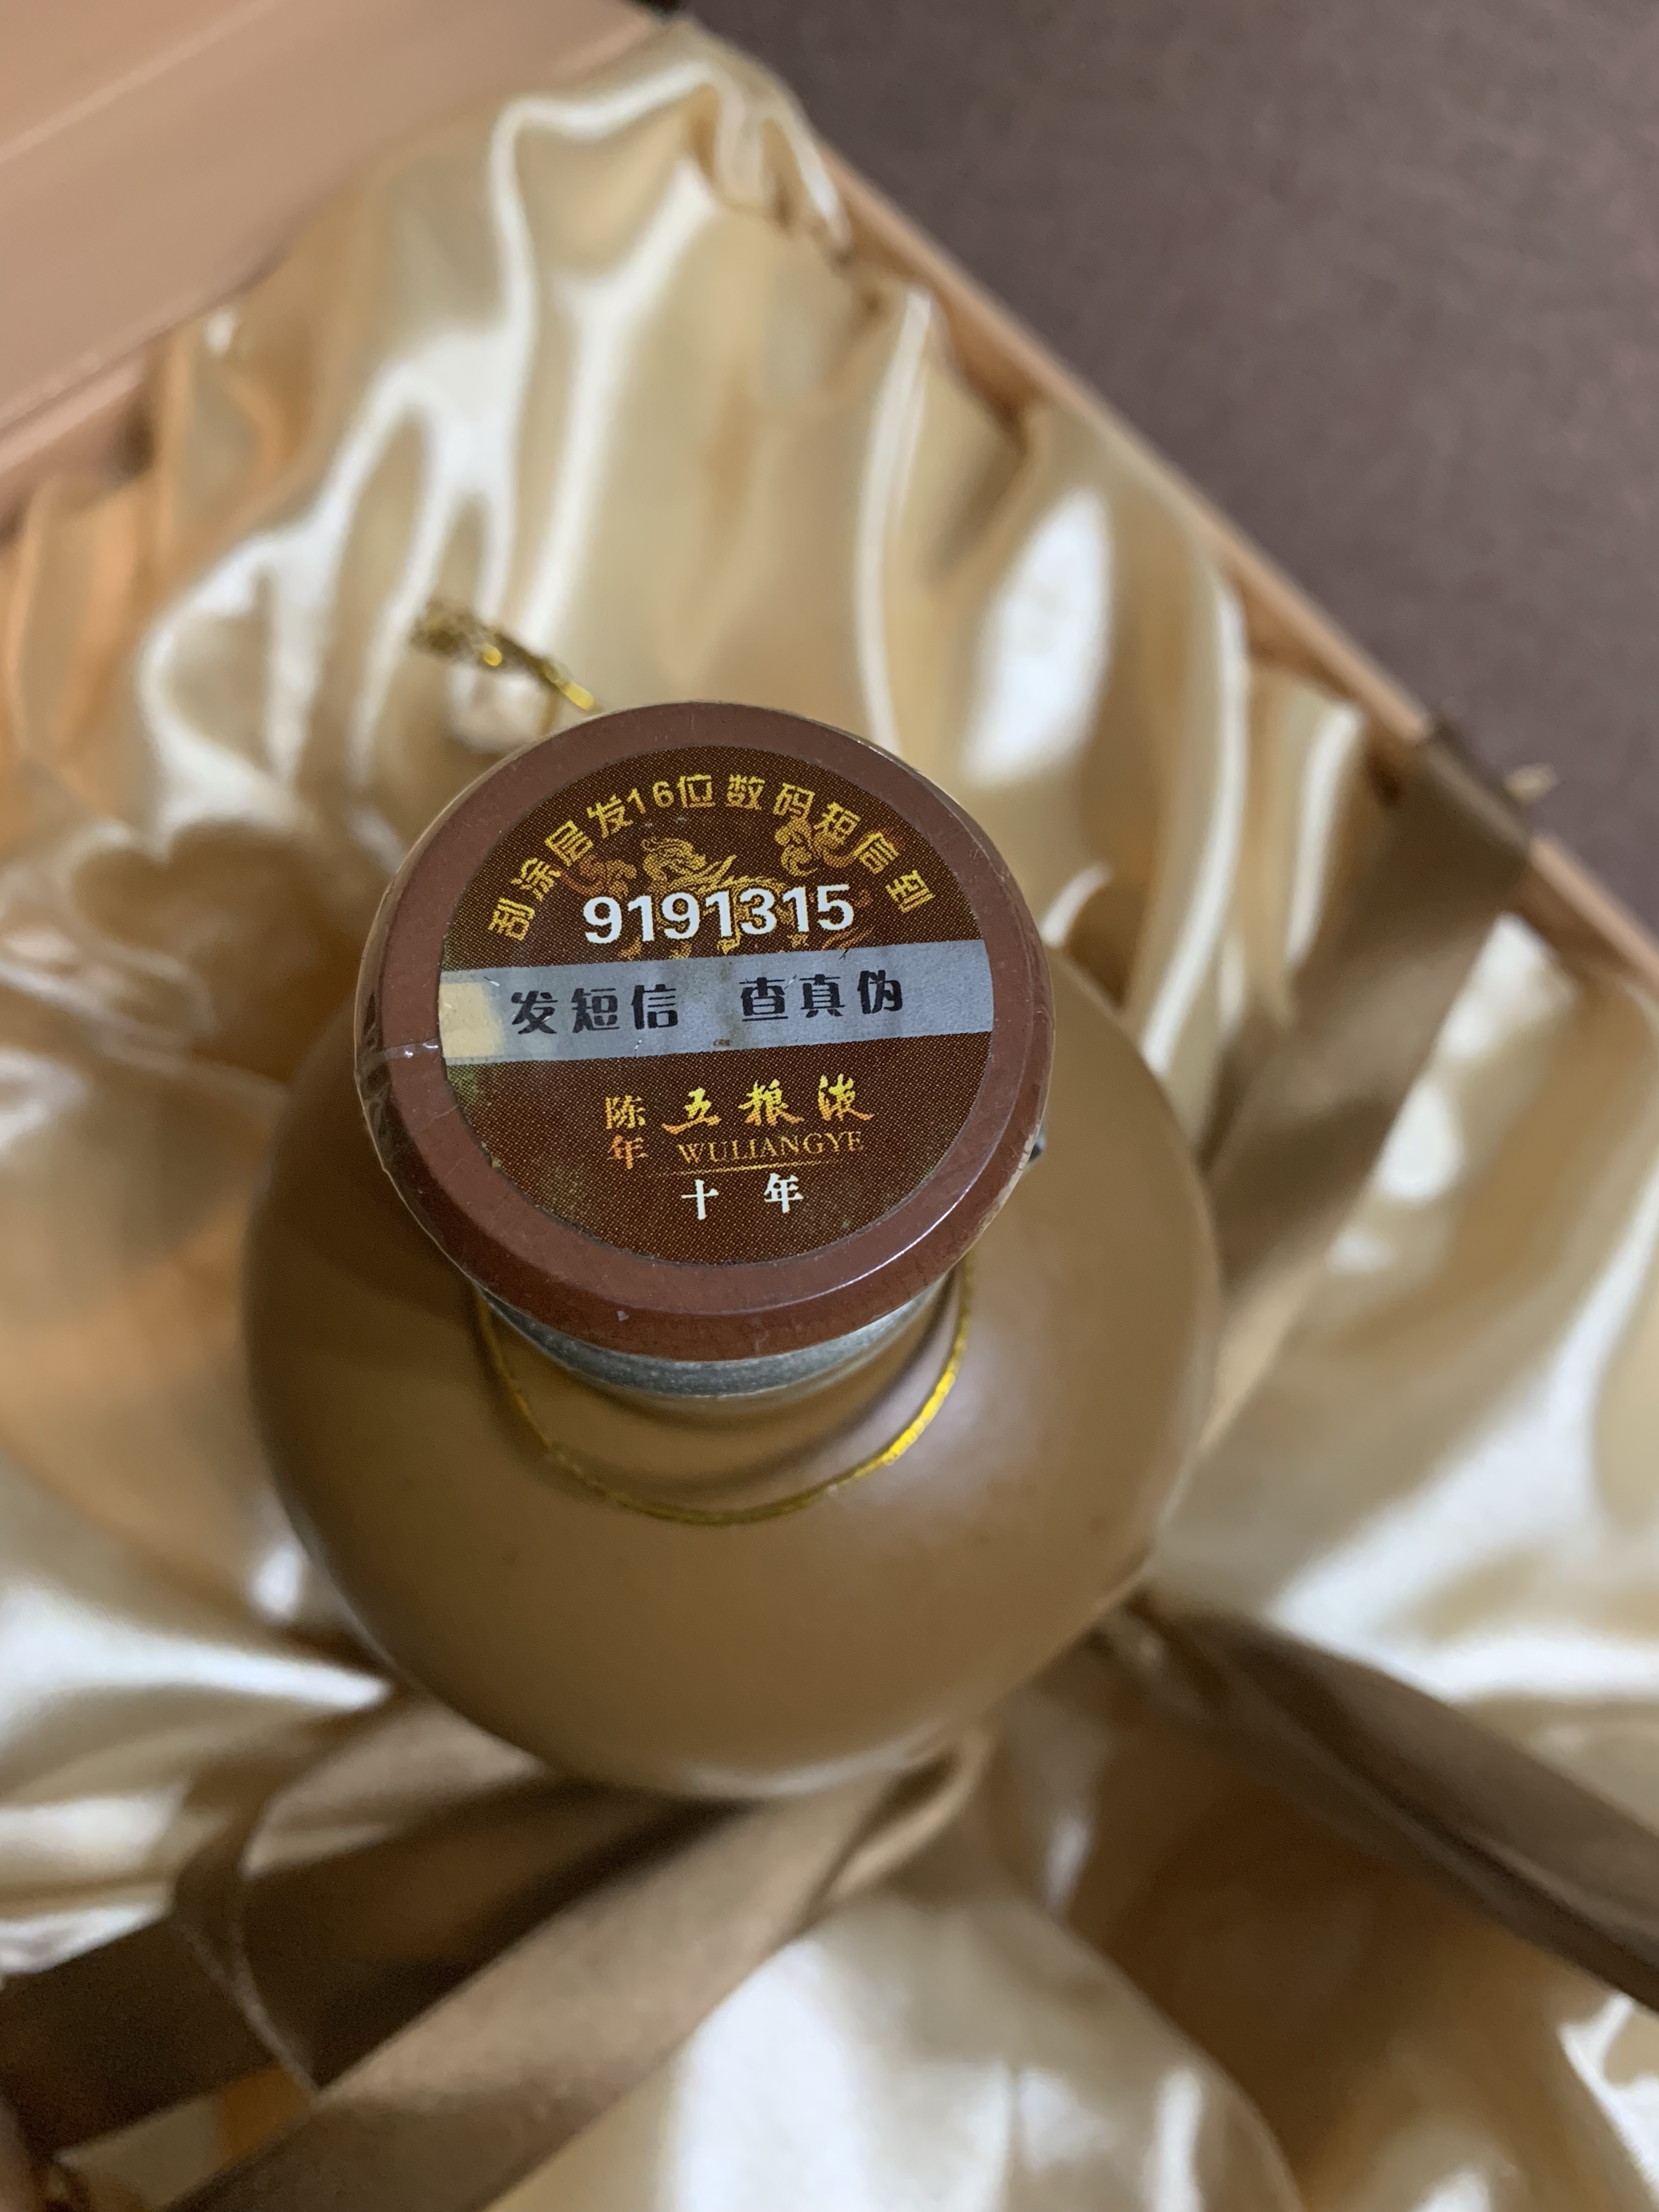 刮涂层发16位数码短信到
9191315
发短信 查真伪
陈年 五粮液
WULIANGYE
十年